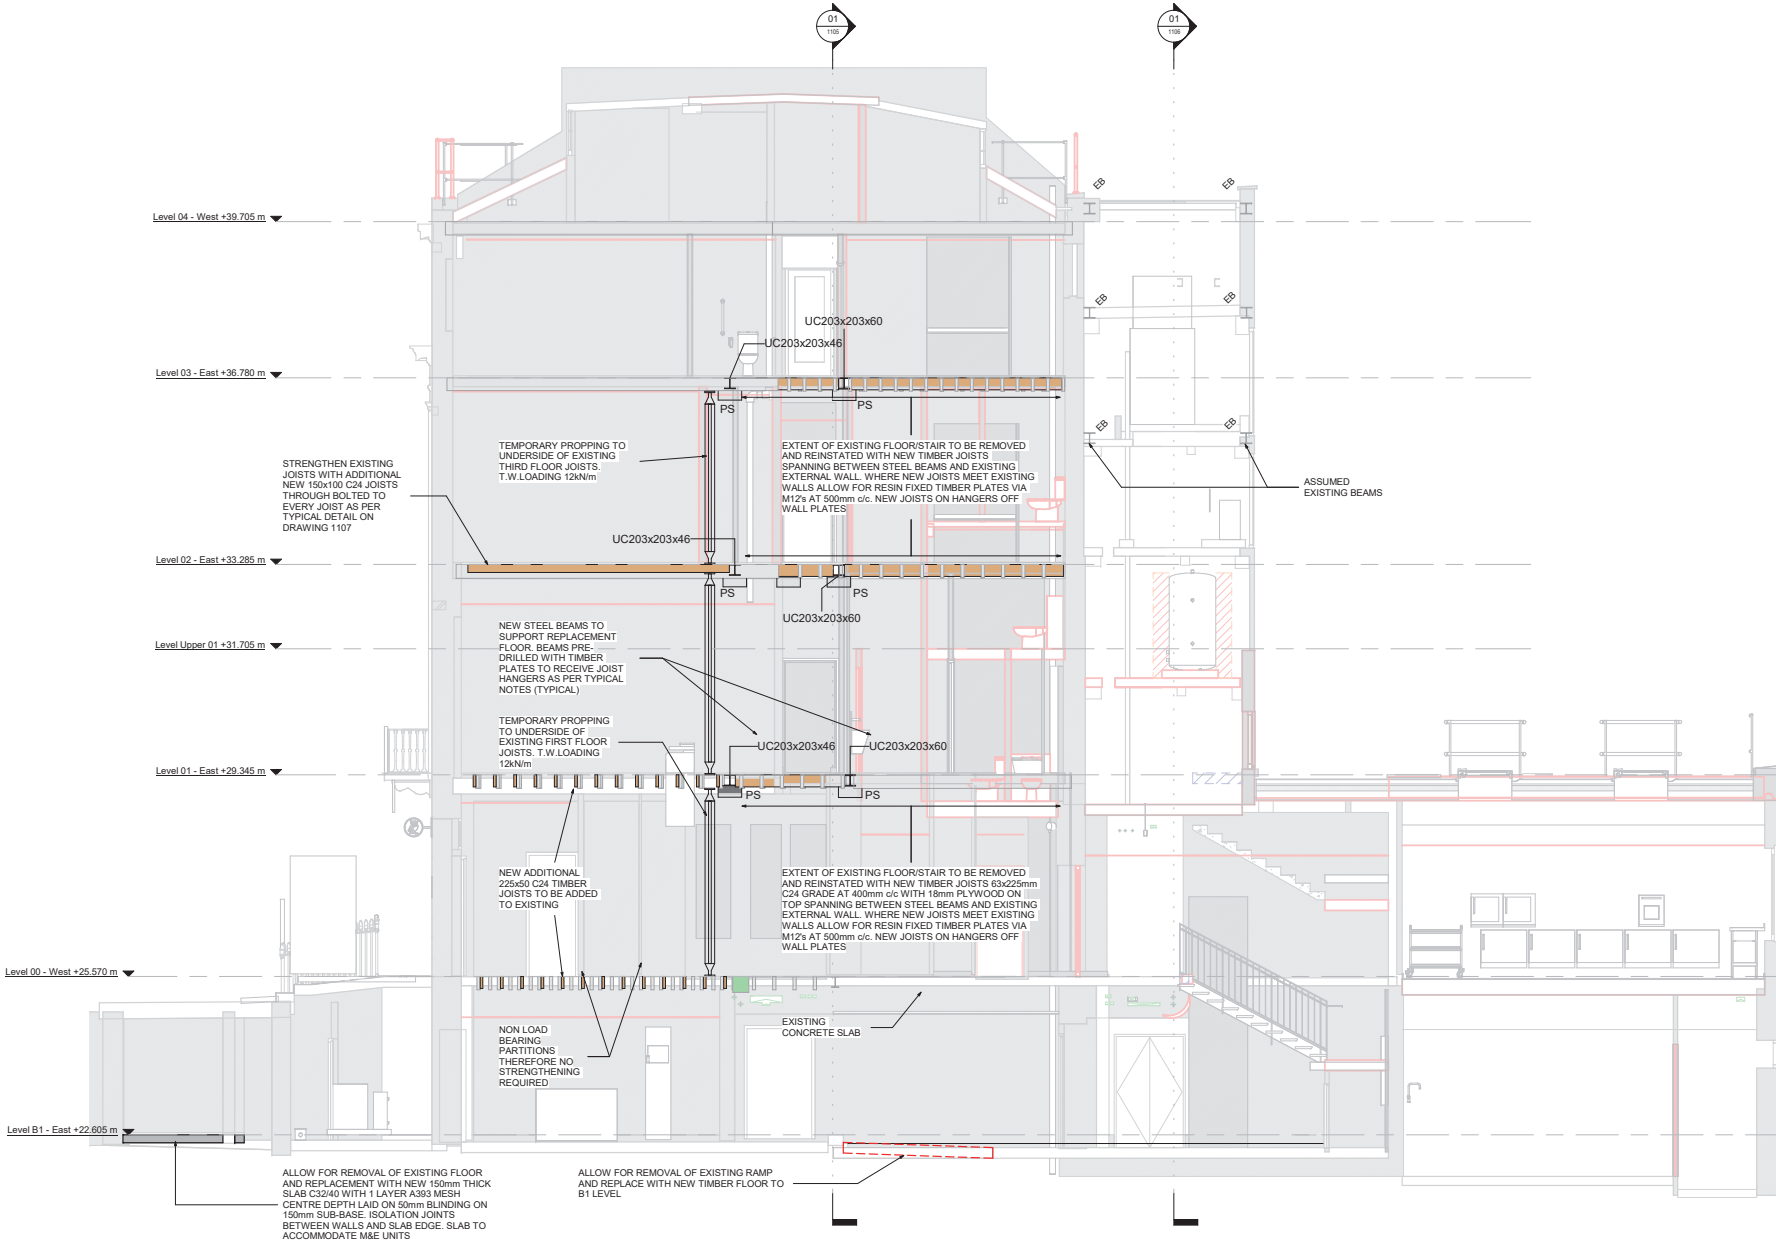 01
1105
01
1106
EB
EB
Level 04 - West +39.705 m
EB
EB
UC203x203x60
UC203x203x46
Level 03 - East +36.780 m
PS
PS
EB
EB
TEMPORARY PROPPING TO
UNDERSIDE OF EXISTING
THIRD FLOOR JOISTS.
T.W.LOADING 12kN/m
EXTENT OF EXISTING FLOOR/STAIR TO BE REMOVED
AND REINSTATED WITH NEW TIMBER JOISTS
SPANNING BETWEEN STEEL BEAMS AND EXISTING
EXTERNAL WALL. WHERE NEW JOISTS MEET EXISTING
WALLS ALLOW FOR RESIN FIXED TIMBER PLATES VIA
M12's AT 500mm c/c. NEW JOISTS ON HANGERS OFF
WALL PLATES
STRENGTHEN EXISTING
JOISTS WITH ADDITIONAL
NEW 150x100 C24 JOISTS
THROUGH BOLTED TO
EVERY JOIST AS PER
TYPICAL DETAIL ON
DRAWING 1107
ASSUMED
EXISTING BEAMS
UC203x203x46
Level 02 - East +33.285 m
PS
PS
UC203x203x60
NEW STEEL BEAMS TO
SUPPORT REPLACEMENT
FLOOR. BEAMS PRE-
DRILLED WITH TIMBER
PLATES TO RECEIVE JOIST
HANGERS AS PER TYPICAL
NOTES (TYPICAL)
Level Upper 01 +31.705 m
TEMPORARY PROPPING
TO UNDERSIDE OF
EXISTING FIRST FLOOR
JOISTS. T.W.LOADING
12kN/m
UC203x203x46
UC203x203x60
Level 01 - East +29.345 m
PS
PS
NEW ADDITIONAL
225x50 C24 TIMBER
JOISTS TO BE ADDED
TO EXISTING
EXTENT OF EXISTING FLOOR/STAIR TO BE REMOVED
AND REINSTATED WITH NEW TIMBER JOISTS 63x225mm
C24 GRADE AT 400mm c/c WITH 18mm PLYWOOD ON
TOP SPANNING BETWEEN STEEL BEAMS AND EXISTING
EXTERNAL WALL. WHERE NEW JOISTS MEET EXISTING
WALLS ALLOW FOR RESIN FIXED TIMBER PLATES VIA
M12's AT 500mm c/c. NEW JOISTS ON HANGERS OFF
WALL PLATES
Level 00 - West +25.570 m
NON LOAD
BEARING
PARTITIONS
THEREFORE NO
STRENGTHENING
REQUIRED
EXISTING
CONCRETE SLAB
Level B1 - East +22.605 m
ALLOW FOR REMOVAL OF EXISTING FLOOR
AND REPLACEMENT WITH NEW 150mm THICK
SLAB C32/40 WITH 1 LAYER A393 MESH
CENTRE DEPTH LAID ON 50mm BLINDING ON
150mm SUB-BASE. ISOLATION JOINTS
BETWEEN WALLS AND SLAB EDGE. SLAB TO
ACCOMMODATE M&E UNITS
ALLOW FOR REMOVAL OF EXISTING RAMP
AND REPLACE WITH NEW TIMBER FLOOR TO
B1 LEVEL